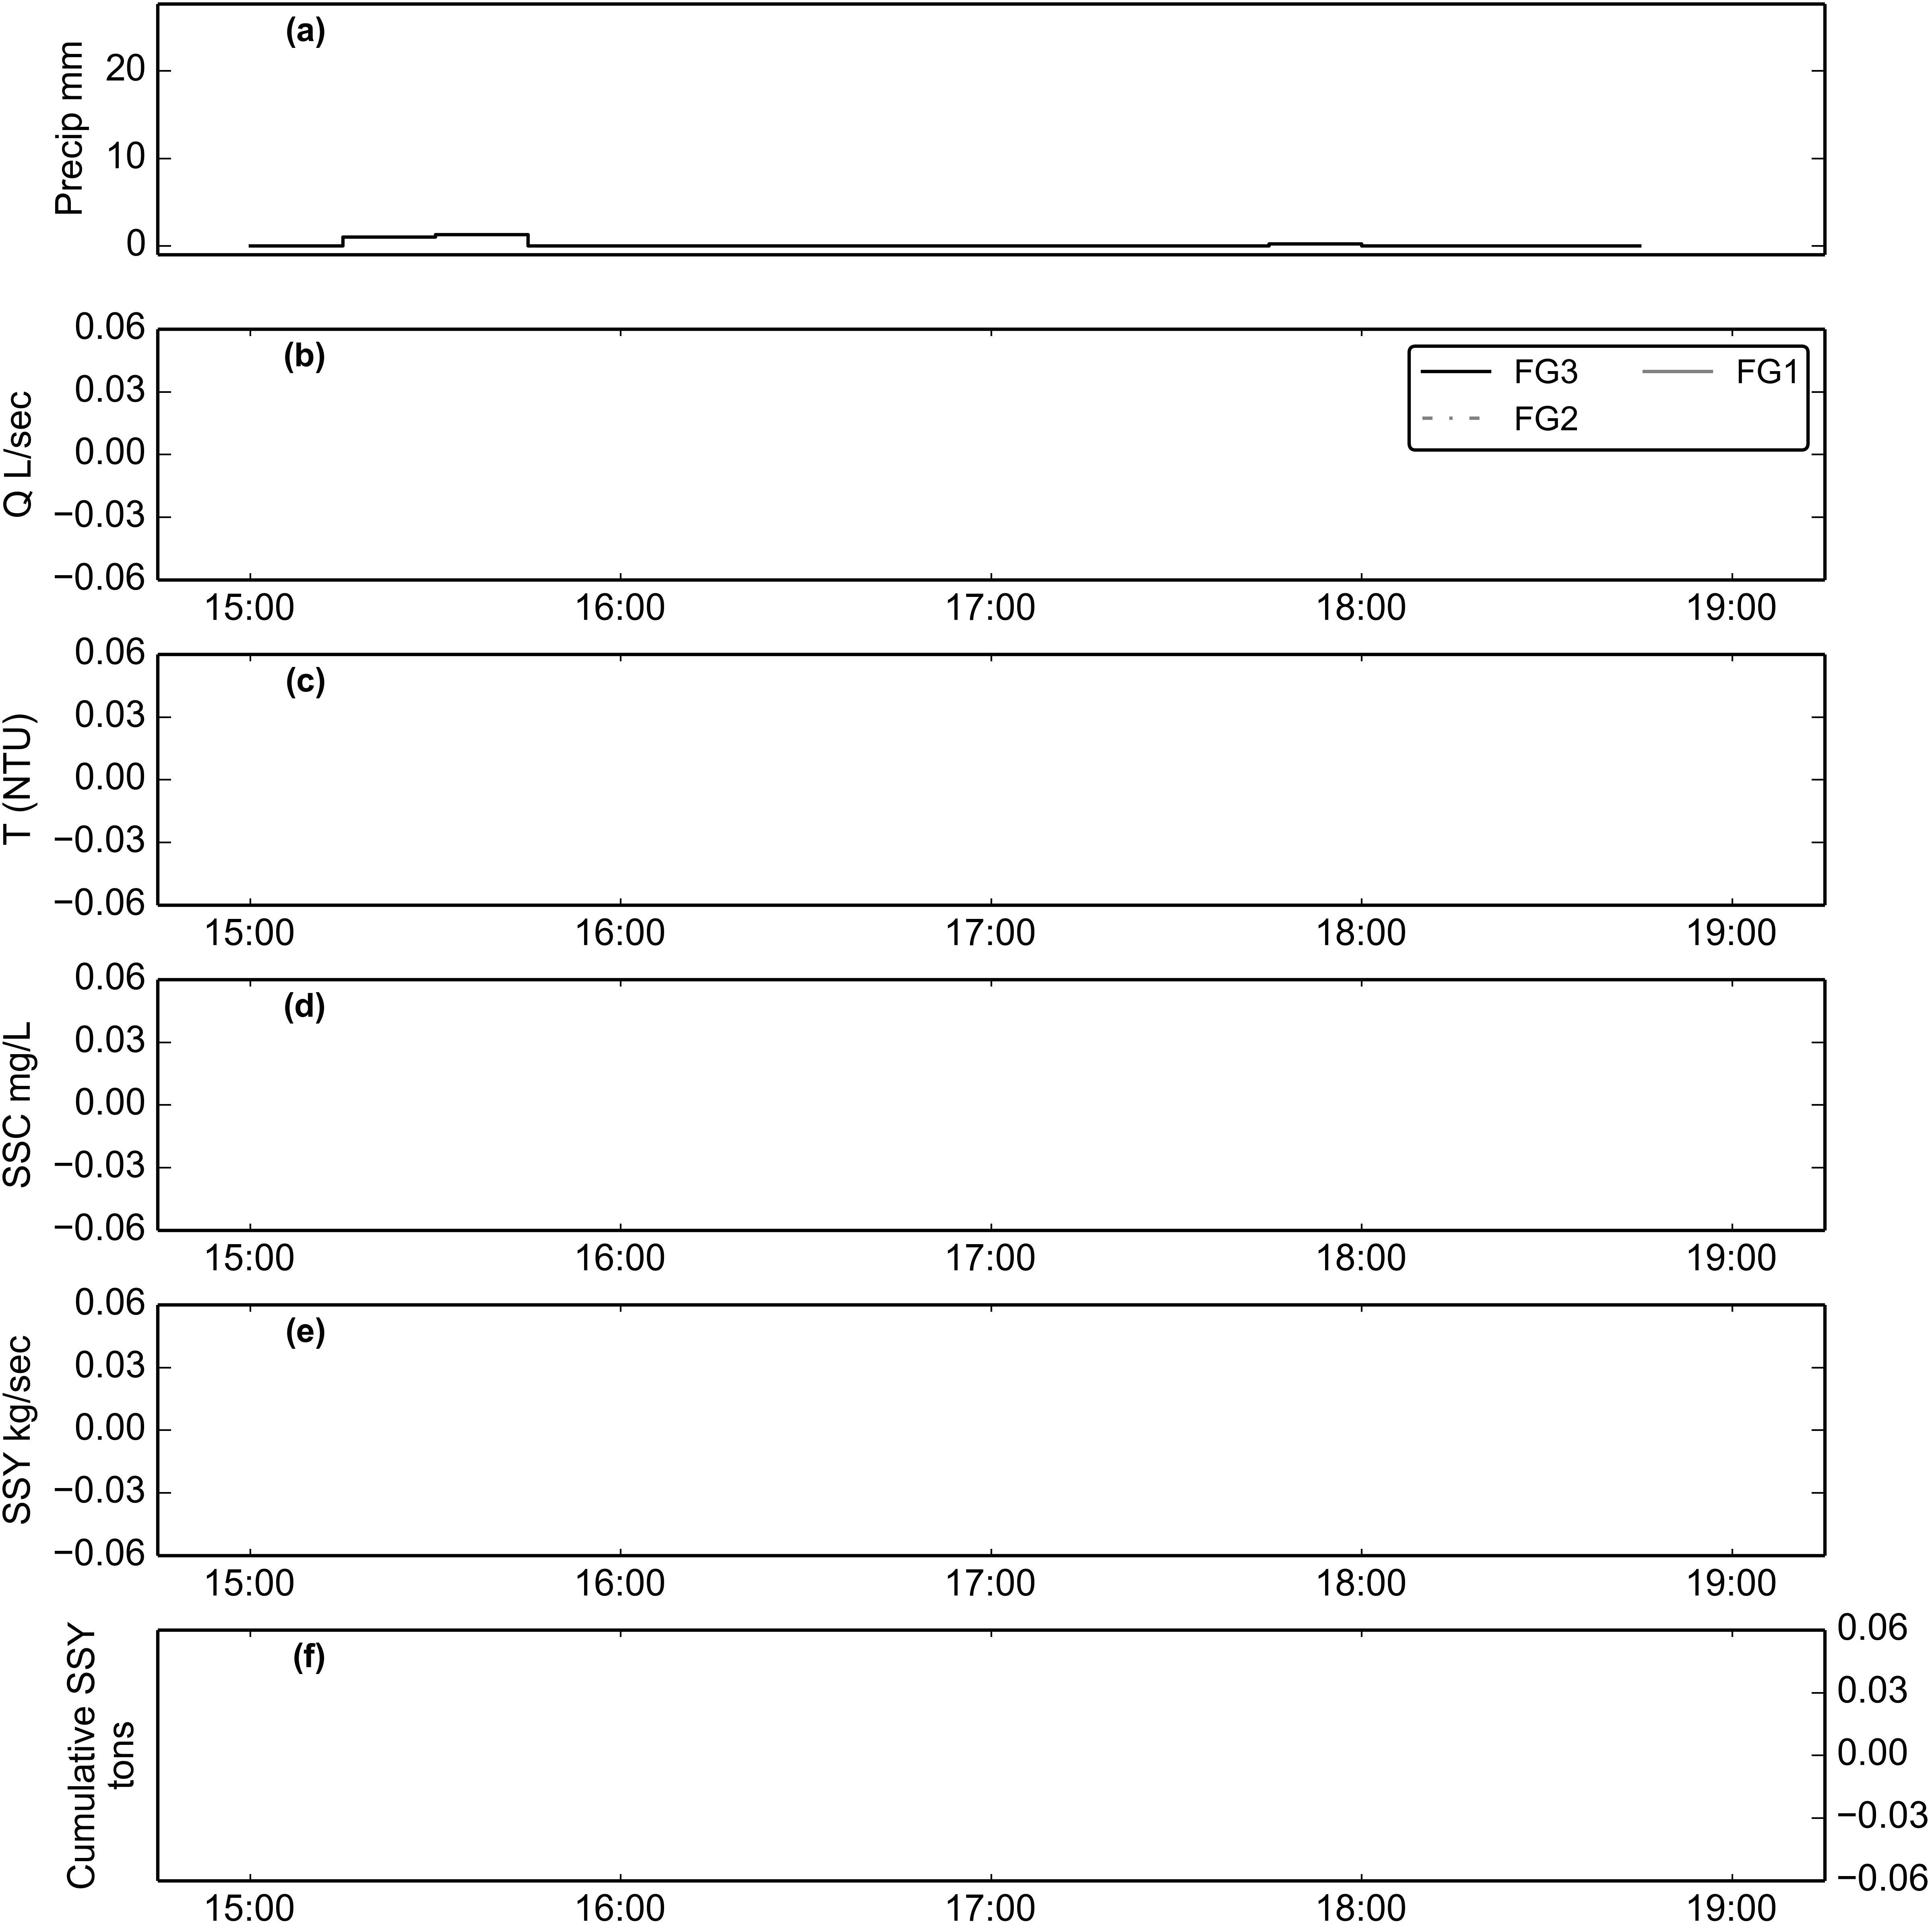 (a)
Precip mm
20
10
0
(b)
Q L/sec
0.06
0.03
0.00
−0.03
−0.06
FG3
FG1
FG2
15:00 16:00 17:00 18:00 19:00
(c)
T (NTU)
0.06
0.03
0.00
−0.03
−0.06
15:00 16:00 17:00 18:00 19:00
(d)
SSC mg/L
0.06
0.03
0.00
−0.03
−0.06
15:00 16:00 17:00 18:00 19:00
(e)
SSY kg/sec
0.06
0.03
0.00
−0.03
−0.06
15:00 16:00 17:00 18:00 19:00
(f)
Cumulative SSY
tons
0.06
0.03
0.00
−0.03
−0.06
15:00 16:00 17:00 18:00 19:00